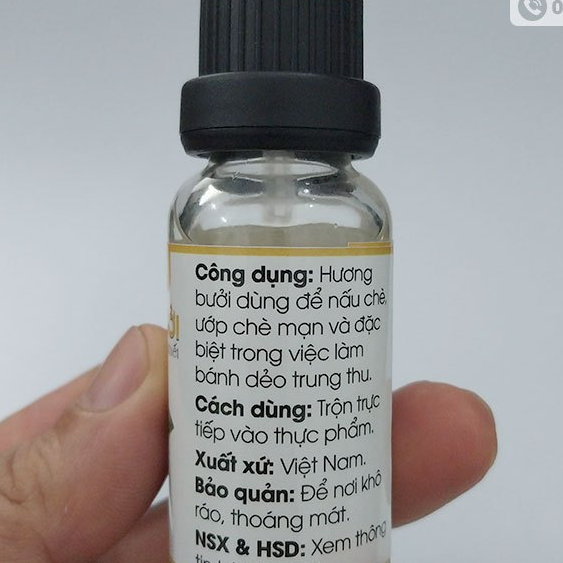 Công dụng: Hương
bưởi dùng để nấu chè,
ướp chè mạn và đặc
biệt trong việc làm
bánh dẻo trung thu.
Cách dùng: Trộn trực
tiếp vào thực phẩm.
Xuất xứ: Việt Nam.
Bảo quản: Để nơi khô
ráo, thoáng mát.
NSX & HSD: Xem thông